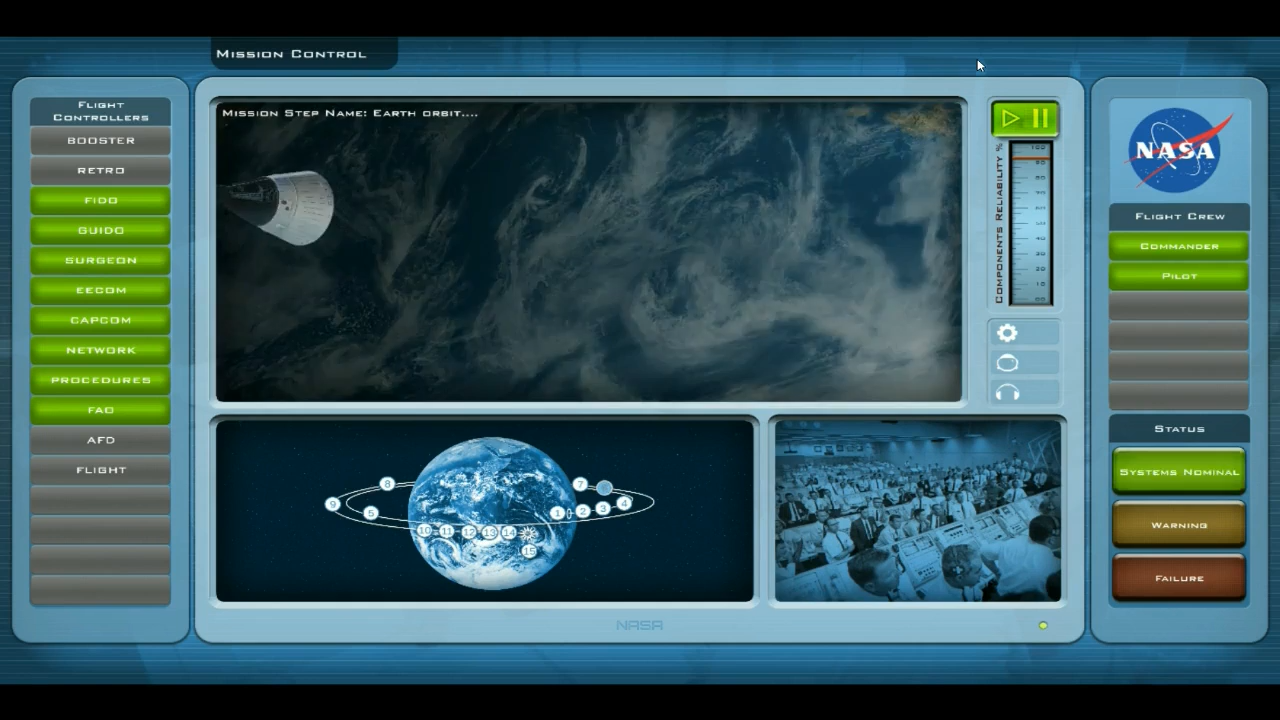 Mission Control
Flight
Controllers
BOOSTER
RETRO
FIDO
GUIDO
SURGEON
EECOM
CAPCOM
NETWORK
PROCEDURES
FAO
AFD
FLIGHT
Mission Step Name: Earth orbit....
Components Reliability %
100
90
80
70
60
50
40
30
20
10
00
8
7
9
5
1
2
3
4
10
11
12
13
14
15
NASA
NASA
Flight Crew
Commander
Pilot
Status
Systems Nominal
Warning
Failure